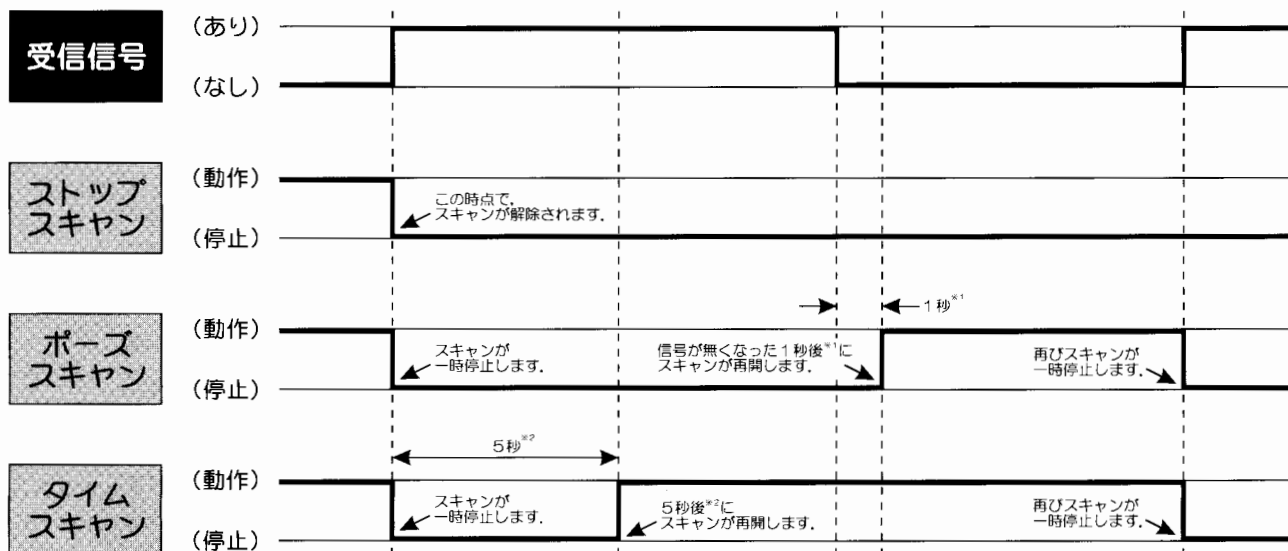 受信信号
(あり)
(なし)
ストップ
スキャン
(動作)
この時点で,
スキャンが解除されます.
(停止)
1秒※1
ポーズ
スキャン
(動作)
スキャンが
一時停止します.
信号が無くなった1秒後※1に
スキャンが再開します.
再びスキャンが
一時停止します.
(停止)
5秒※2
タイム
スキャン
(動作)
スキャンが
一時停止します.
5秒後※2に
スキャンが再開します.
再びスキャンが
一時停止します.
(停止)